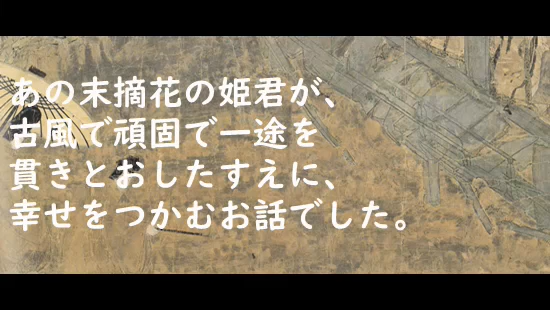 あの末摘花の姫君が、
古風で頑固で一途を
貫きとおしたすえに、
幸せをつかむお話でした。